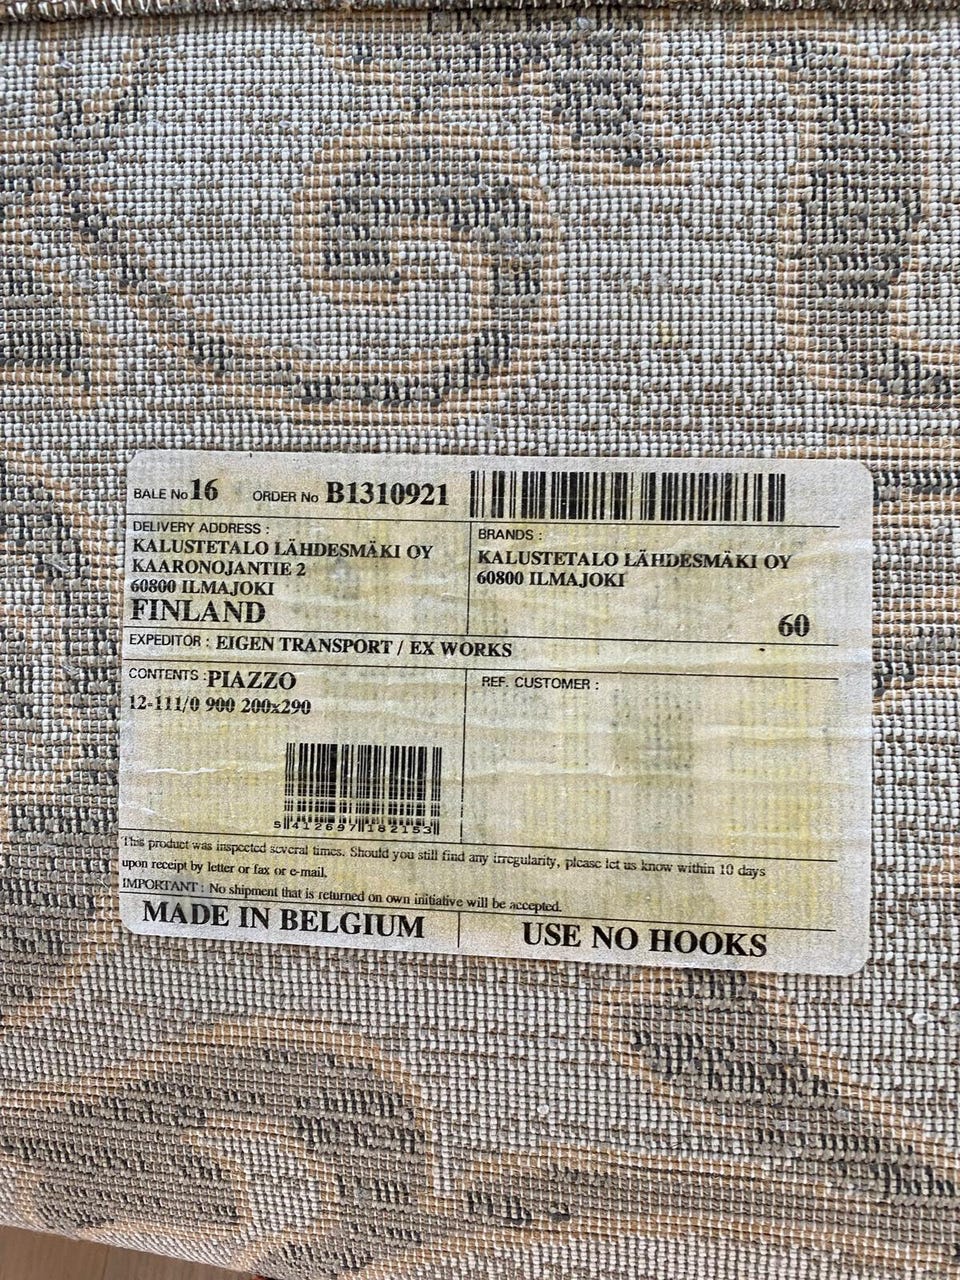 BALE No 16 ORDER No B1310921
DELIVERY ADDRESS :
KALUSTETALO LÄHDESMÄKI OY
KAARONOJANTIE 2
60800 ILMAJOKI
FINLAND
BRANDS :
KALUSTETALO LÄHDESMÄKI OY
60800 ILMAJOKI
60
EXPEDITOR : EIGEN TRANSPORT / EX WORKS
CONTENTS : PIAZZO
12-111/0 900 200x290
REF. CUSTOMER :
5 412697 182153
This product was inspected several times. Should you still find any irregularity, please let us know within 10 days
upon receipt by letter or fax or e-mail.
IMPORTANT : No shipment that is returned on own initiative will be accepted.
MADE IN BELGIUM
USE NO HOOKS